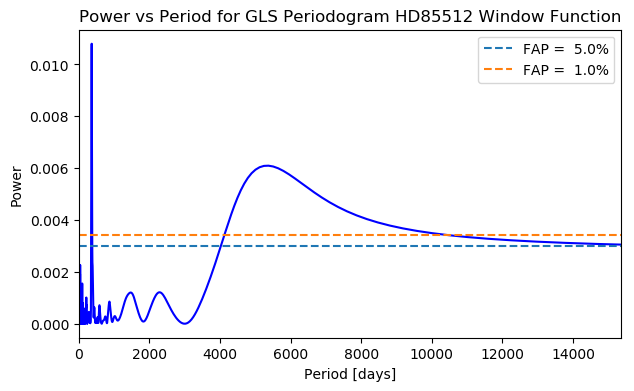 Power vs Period for GLS Periodogram HD85512 Window Function
FAP =  5.0%
FAP =  1.0%
0.010
0.008
0.006
0.004
0.002
0.000
Power
0 2000 4000 6000 8000 10000 12000 14000
Period [days]